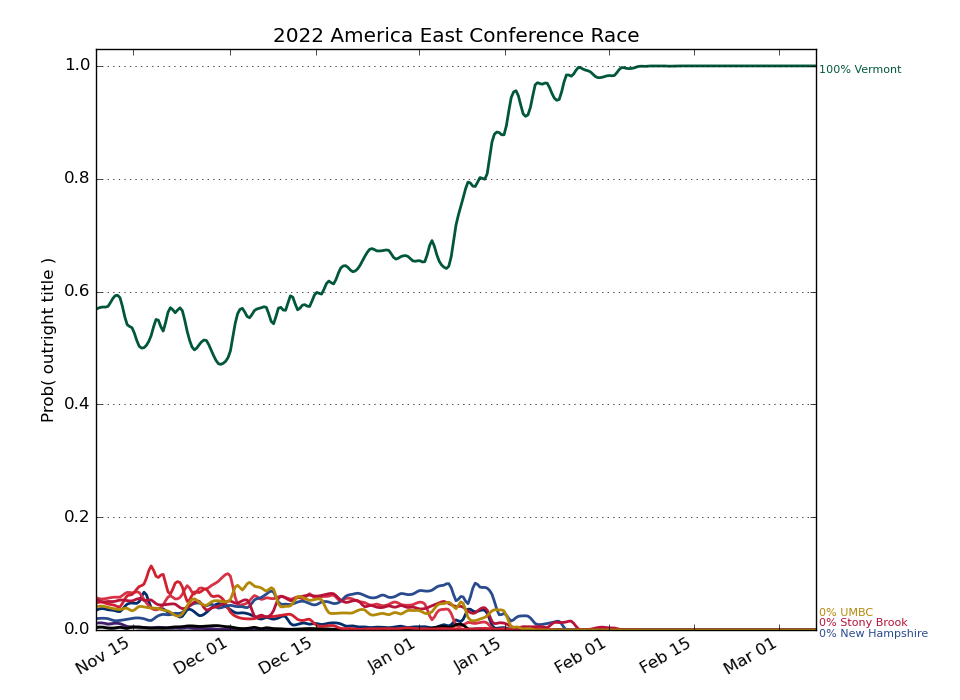 2022 America East Conference Race
Prob( outright title )
1.0
0.8
0.6
0.4
0.2
0.0
Nov 15
Dec 01
Dec 15
Jan 01
Jan 15
Feb 01
Feb 15
Mar 01
100% Vermont
0% UMBC
0% Stony Brook
0% New Hampshire